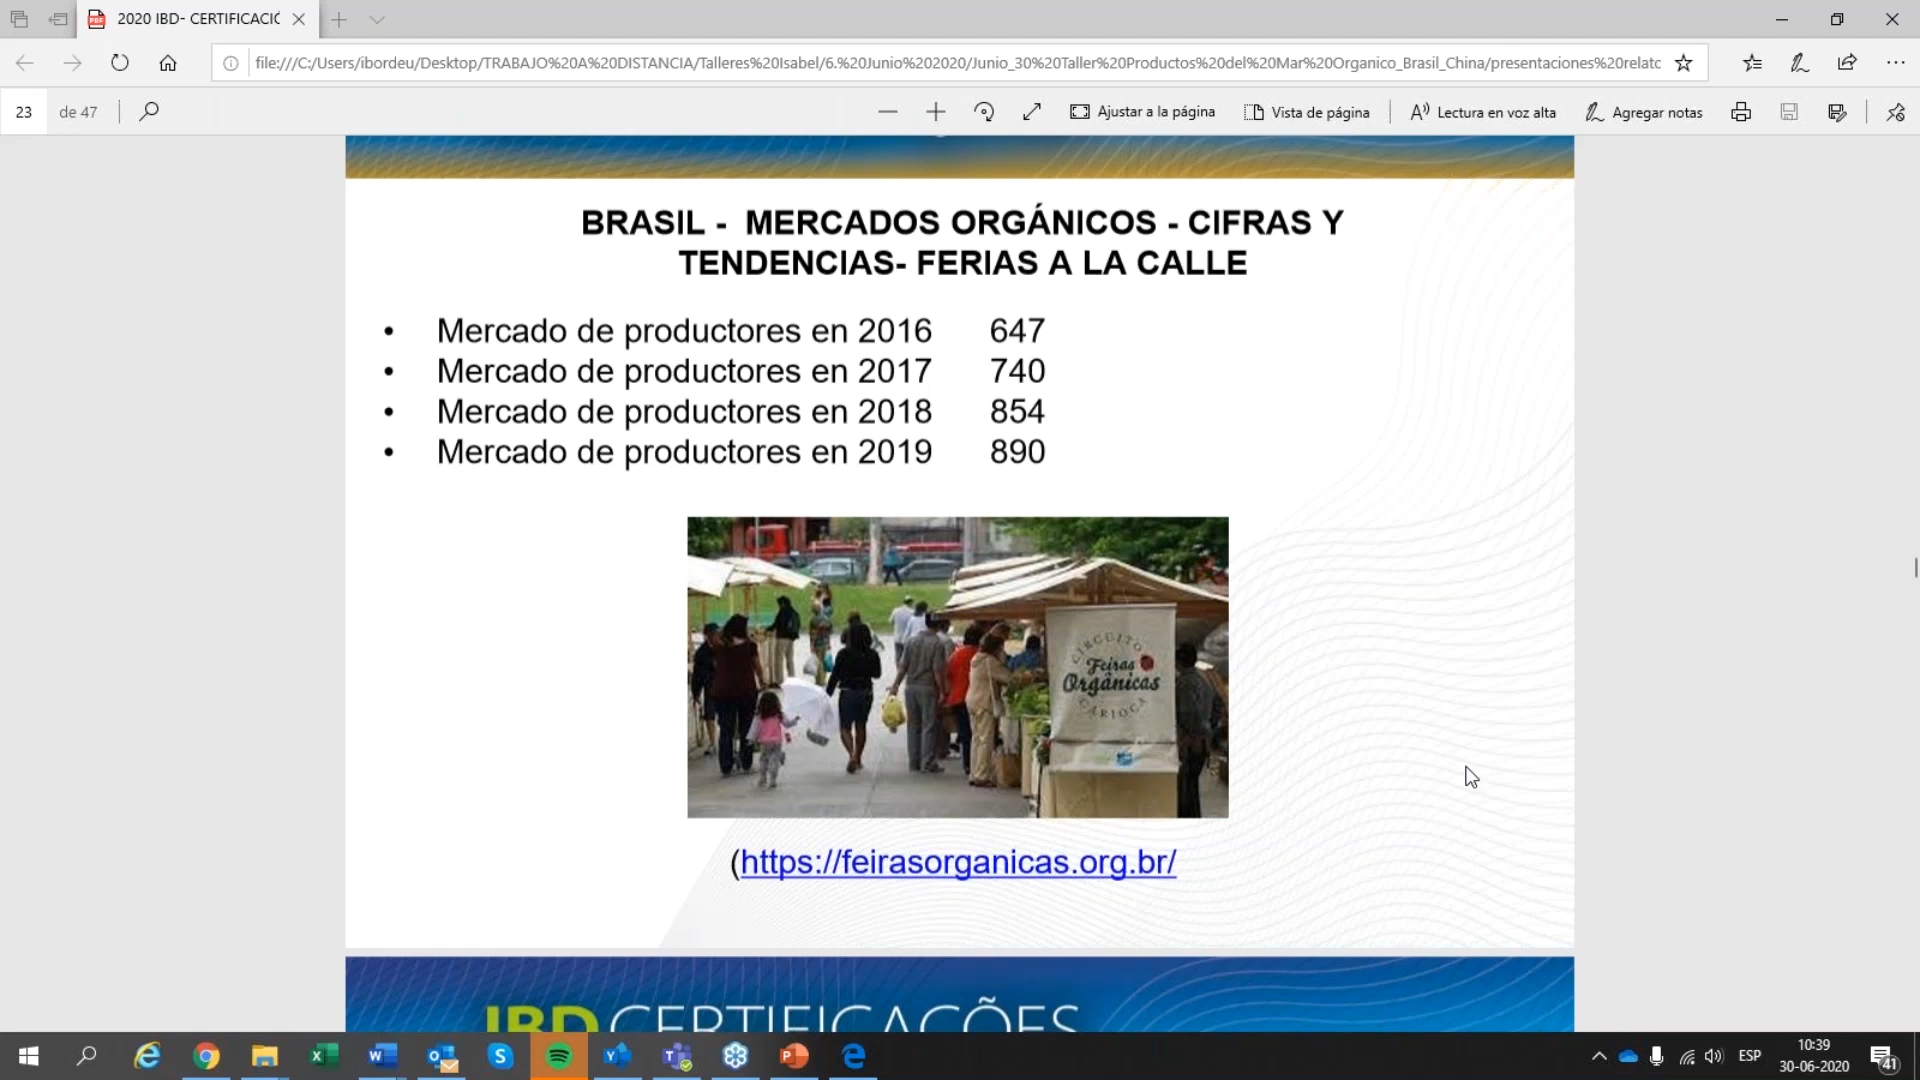 2020 IBD- CERTIFICACIÓ
file:///C:/Users/ibordeu/Desktop/TRABAJO%20A%20DISTANCIA/Talleres%20Isabel/6.%20Junio%202020/Junio_30%20Taller%20Productos%20del%20Mar%20Organico_Brasil_China/presentaciones%20relatc
23 de 47 Ajustar a la página Vista de página Lectura en voz alta Agregar notas
BRASIL - MERCADOS ORGÁNICOS - CIFRAS Y
TENDENCIAS- FERIAS A LA CALLE
• Mercado de productores en 2016 647
• Mercado de productores en 2017 740
• Mercado de productores en 2018 854
• Mercado de productores en 2019 890
CIRCUITO
Feiras
Orgânicas
CARIOCA
(https://feirasorganicas.org.br/
IBD CERTIFICAÇÕES
ESP
10:39
30-06-2020
41